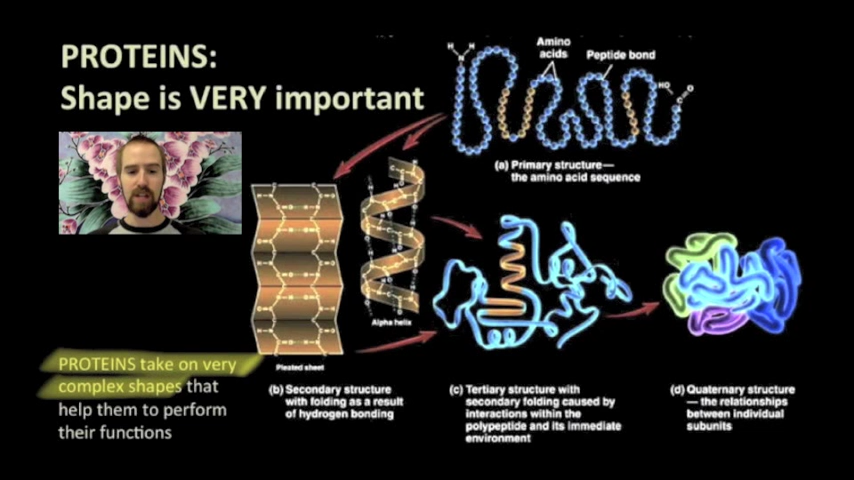 PROTEINS:
Shape is VERY important
Amino
acids
Peptide bond
H H
N
HO
C
O
(a) Primary structure—
the amino acid sequence
Alpha helix
Pleated sheet
PROTEINS take on very
complex shapes that
help them to perform
their functions
(b) Secondary structure
with folding as a result
of hydrogen bonding
(c) Tertiary structure with
secondary folding caused by
interactions within the
polypeptide and its immediate
environment
(d) Quaternary structure
— the relationships
between individual
subunits